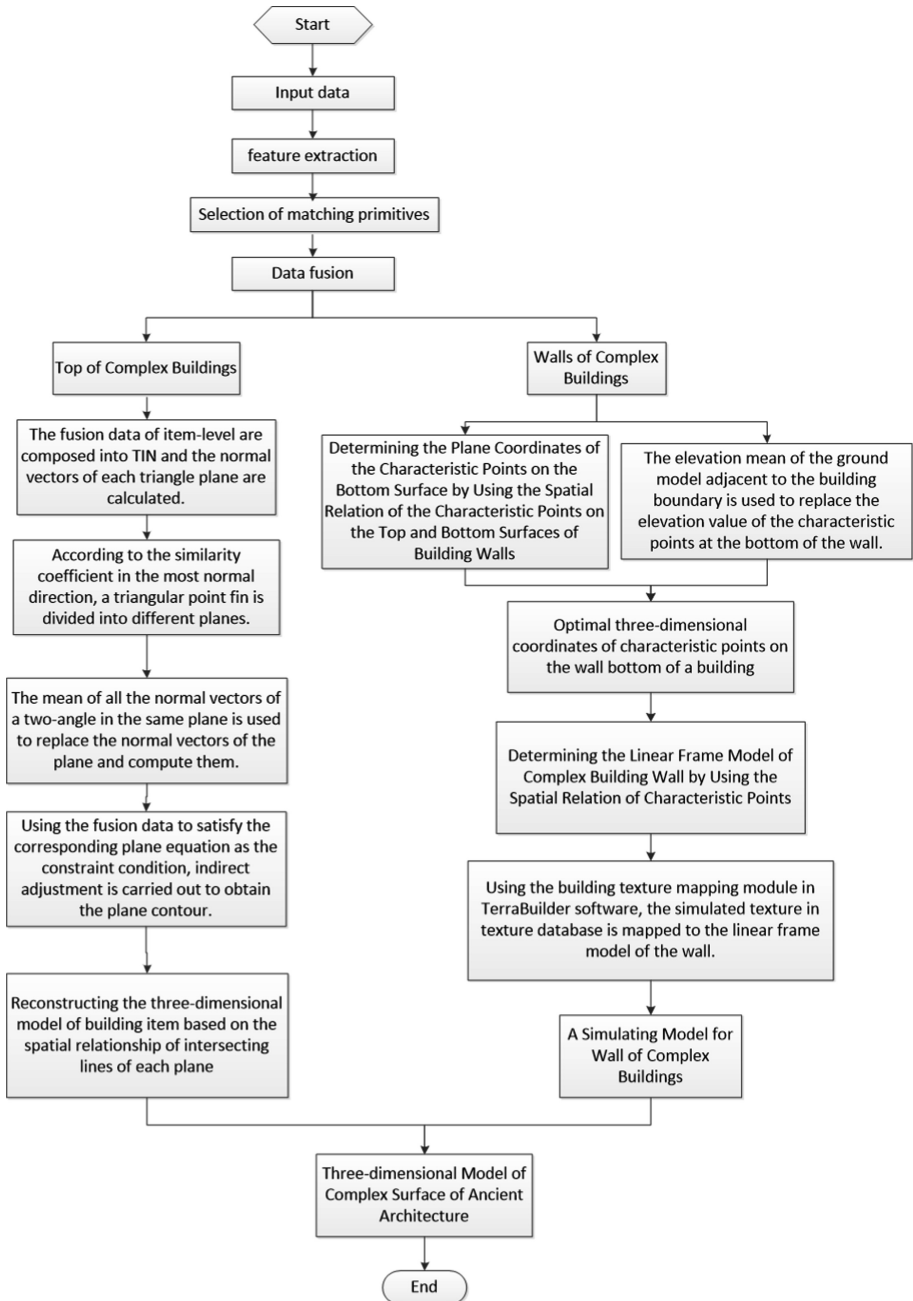 Start
Input data
feature extraction
Selection of matching primitives
Data fusion
Top of Complex Buildings
The fusion data of item-level are
composed into TIN and the normal
vectors of each triangle plane are
calculated.
According to the similarity
coefficient in the most normal
direction, a triangular point fin is
divided into different planes.
The mean of all the normal vectors of
a two-angle in the same plane is used
to replace the normal vectors of the
plane and compute them.
Using the fusion data to satisfy the
corresponding plane equation as the
constraint condition, indirect
adjustment is carried out to obtain
the plane contour.
Reconstructing the three-dimensional
model of building item based on the
spatial relationship of intersecting
lines of each plane
Walls of Complex
Buildings
Determining the Plane Coordinates of
the Characteristic Points on the
Bottom Surface by Using the Spatial
Relation of the Characteristic Points on
the Top and Bottom Surfaces of
Building Walls
The elevation mean of the ground
model adjacent to the building
boundary is used to replace the
elevation value of the characteristic
points at the bottom of the wall.
Optimal three-dimensional
coordinates of characteristic points on
the wall bottom of a building
Determining the Linear Frame Model of
Complex Building Wall by Using the
Spatial Relation of Characteristic Points
Using the building texture mapping module in
TerraBuilder software, the simulated texture in
texture database is mapped to the linear frame
model of the wall.
A Simulating Model for
Wall of Complex
Buildings
Three-dimensional Model of
Complex Surface of Ancient
Architecture
End